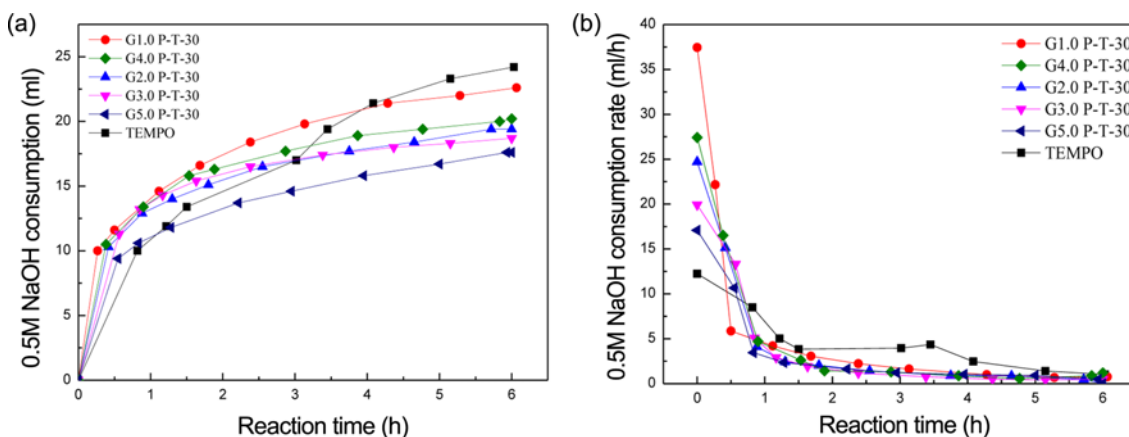 (a)
G1.0 P-T-30
G4.0 P-T-30
G2.0 P-T-30
G3.0 P-T-30
G5.0 P-T-30
TEMPO
0.5M NaOH consumption (ml)
25
20
15
10
5
0
0 1 2 3 4 5 6
Reaction time (h)
(b)
G1.0 P-T-30
G4.0 P-T-30
G2.0 P-T-30
G3.0 P-T-30
G5.0 P-T-30
TEMPO
0.5M NaOH consumption rate (ml/h)
40
35
30
25
20
15
10
5
0
0 1 2 3 4 5 6
Reaction time (h)